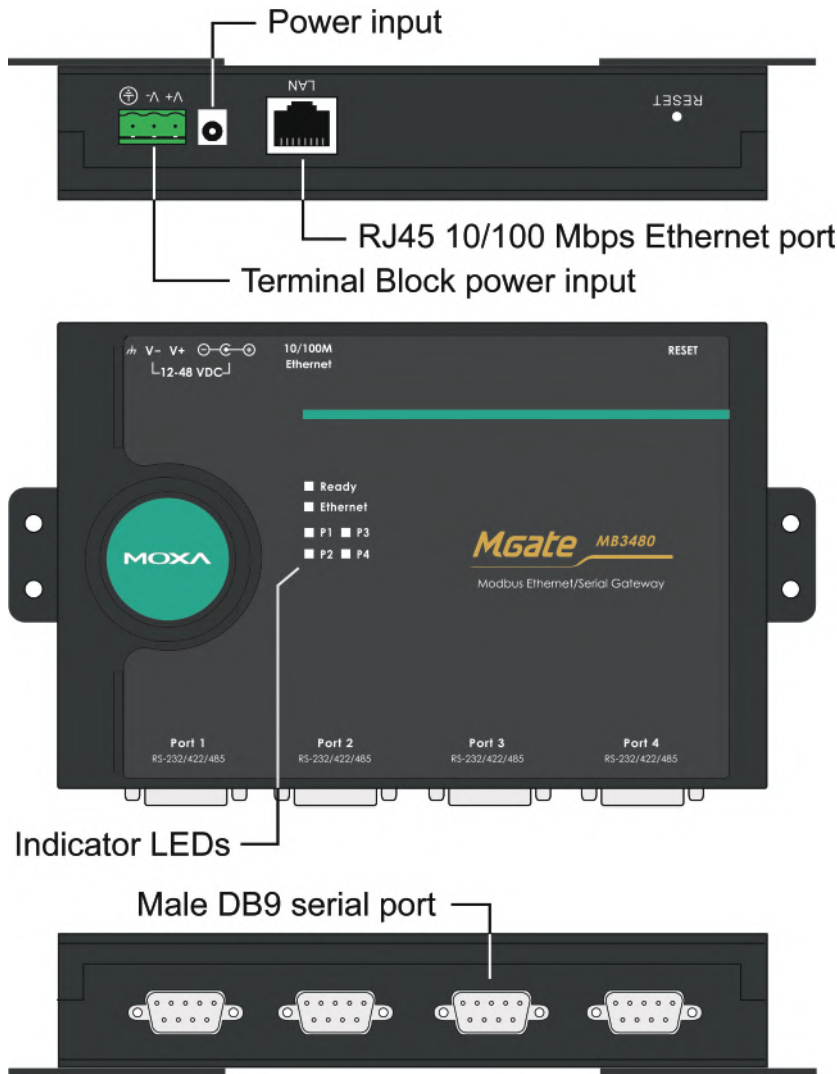 Power input
V- V+
LAN
RESET
RJ45 10/100 Mbps Ethernet port
Terminal Block power input
V- V+
12-48 VDC
10/100M
Ethernet
RESET
Ready
Ethernet
P1 P3
P2 P4
MOXA
MGate MB3480
Modbus Ethernet/Serial Gateway
Port 1
RS-232/422/485
Port 2
RS-232/422/485
Port 3
RS-232/422/485
Port 4
RS-232/422/485
Indicator LEDs
Male DB9 serial port